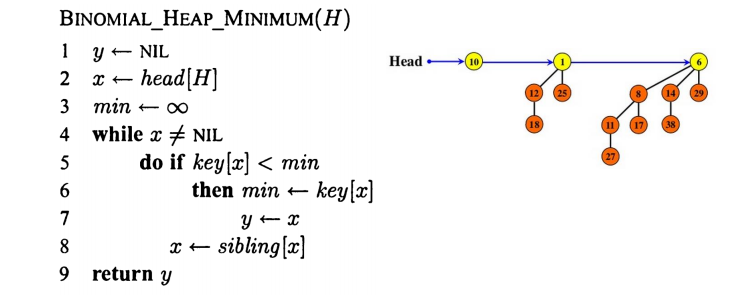 BINOMIAL_HEAP_MINIMUM(H)
1 y ← NIL
2 x ← head[H]
3 min ← ∞
4 while x ≠ NIL
5 do if key[x] < min
6 then min ← key[x]
7 y ← x
8 x ← sibling[x]
9 return y
Head 10 1 6
12 25 8 14 29
18 11 17 38
27